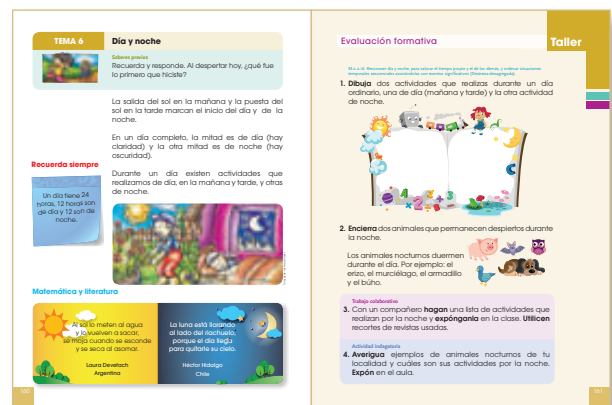 TEMA 6
Día y noche
Saberes previos
Recuerda y responde. Al despertar hoy, ¿qué fue
lo primero que hiciste?
La salida del sol en la mañana y la puesta del
sol en la tarde marcan el inicio del día y de la
noche.
En un día completo, la mitad es de día (hay
claridad) y la otra mitad es de noche (hay
oscuridad).
Recuerda siempre
Un día tiene 24
horas, 12 horas son
de día y 12 son de
noche.
Durante un día existen actividades que
realizamos de día, en la mañana y tarde, y otras
de noche.
Matemática y literatura
Al sol lo meten al agua
y lo vuelven a sacar,
se moja cuando se esconde
y se seca al asomar.
Laura Devetach
Argentina
La luna está llorando
al lado del riachuelo,
porque el día llega
para quitarle su cielo.
Héctor Hidalgo
Chile
160
Evaluación formativa
Taller
1. Dibuja dos actividades que realizas durante un día
ordinario, una de día (mañana y tarde) y la otra actividad
de noche.
2. Encierra dos animales que permanecen despiertos durante
la noche.
Los animales nocturnos duermen
durante el día. Por ejemplo: el
erizo, el murciélago, el armadillo
y el búho.
Trabajo colaborativo
3. Con un compañero hagan una lista de actividades que
realizan por la noche y expónganla en la clase. Utilicen
recortes de revistas usadas.
Actividad indagatoria
4. Averigua ejemplos de animales nocturnos de tu
localidad y cuáles son sus actividades por la noche.
Expón en el aula.
161